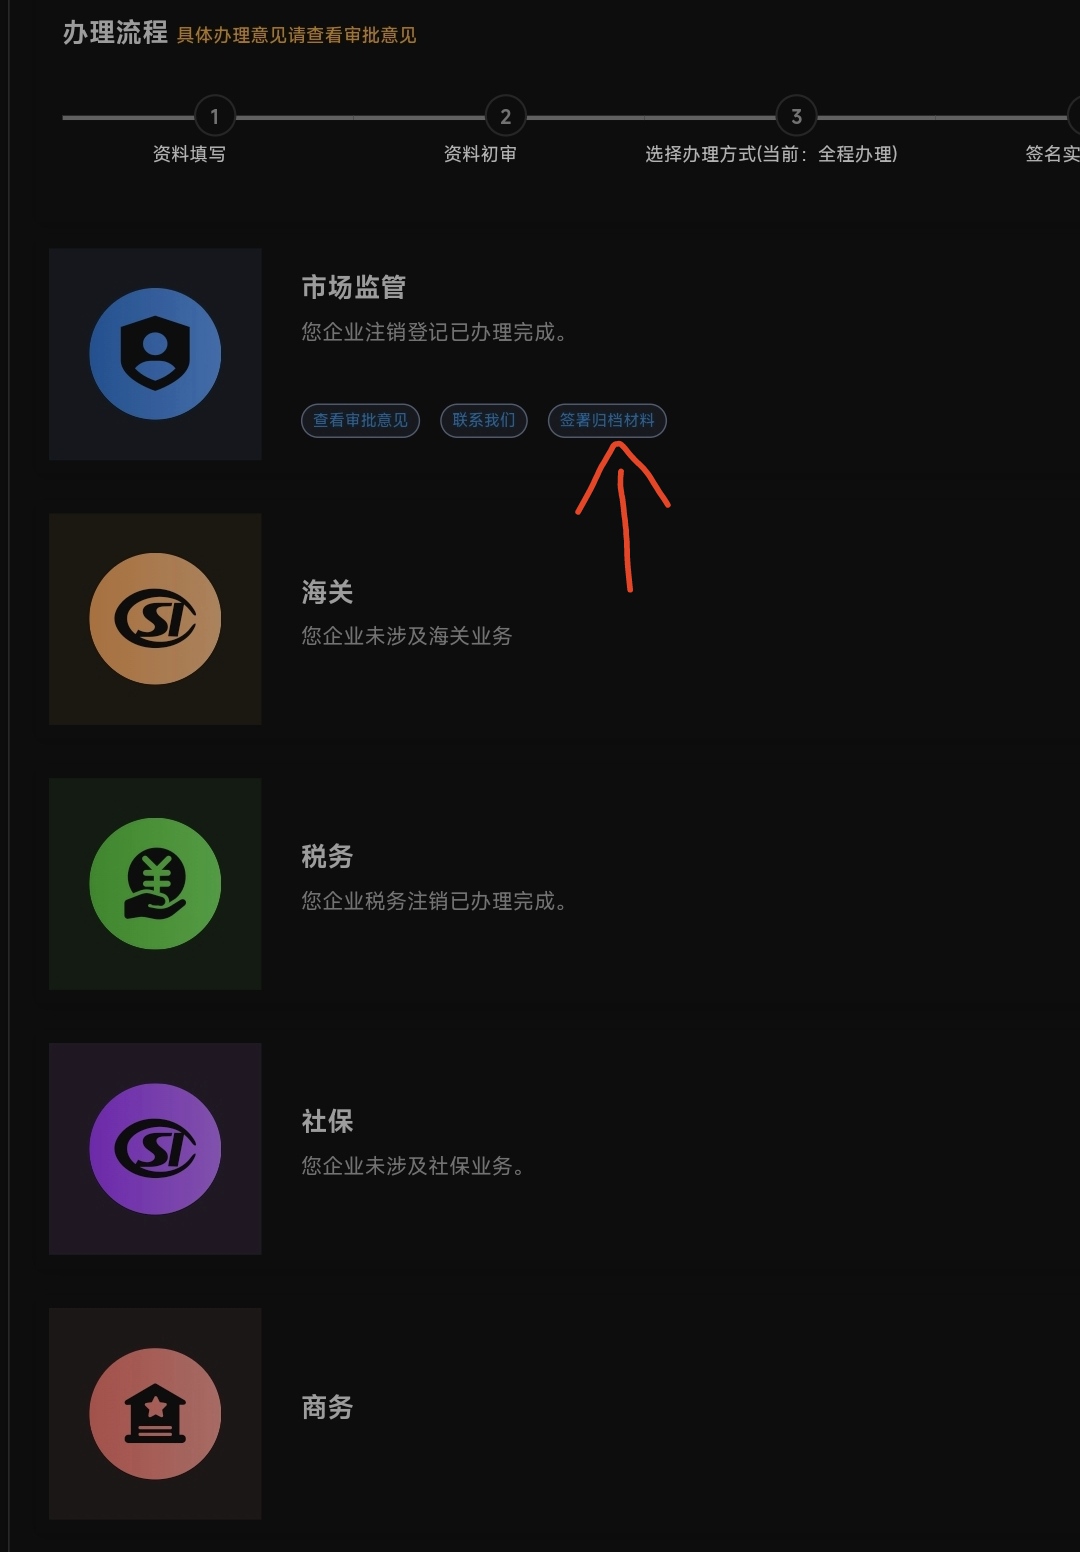 办理流程 具体办理意见请查看审批意见
1 2 3
资料填写 资料初审 选择办理方式(当前：全程办理) 签名实
市场监管
您企业注销登记已办理完成。
查看审批意见 联系我们 签署归档材料
海关
您企业未涉及海关业务
税务
您企业税务注销已办理完成。
社保
您企业未涉及社保业务。
商务